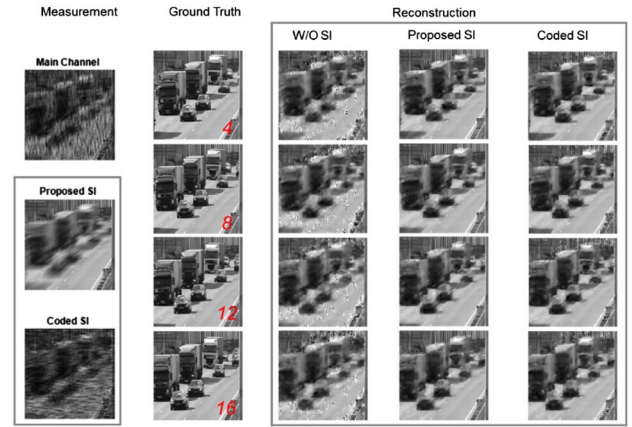 Measurement
Ground Truth
Reconstruction
W/O SI
Proposed SI
Coded SI
Main Channel
4
Proposed SI
8
12
Coded SI
16